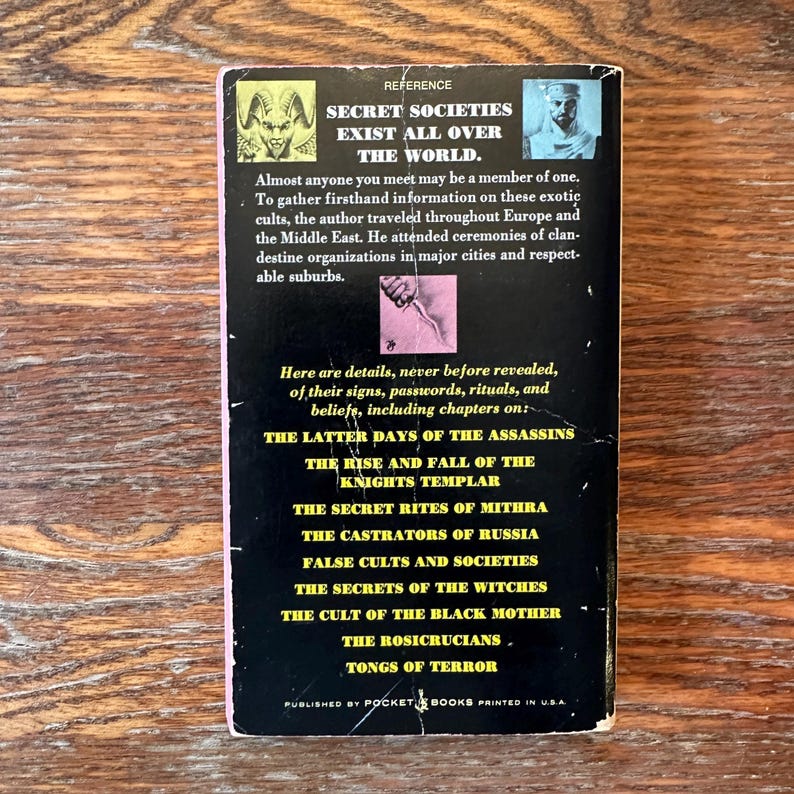 REFERENCE
SECRET SOCIETIES
EXIST ALL OVER
THE WORLD.
Almost anyone you meet may be a member of one.
To gather firsthand information on these exotic
cults, the author traveled throughout Europe and
the Middle East. He attended ceremonies of clan-
destine organizations in major cities and respect-
able suburbs.
Here are details, never before revealed,
of their signs, passwords, rituals, and
beliefs, including chapters on:
THE LATTER DAYS OF THE ASSASSINS
THE RISE AND FALL OF THE
KNIGHTS TEMPLAR
THE SECRET RITES OF MITHRA
THE CASTRATORS OF RUSSIA
FALSE CULTS AND SOCIETIES
THE SECRETS OF THE WITCHES
THE CULT OF THE BLACK MOTHER
THE ROSICRUCIANS
TONGS OF TERROR
PUBLISHED BY POCKET BOOKS PRINTED IN U.S.A.